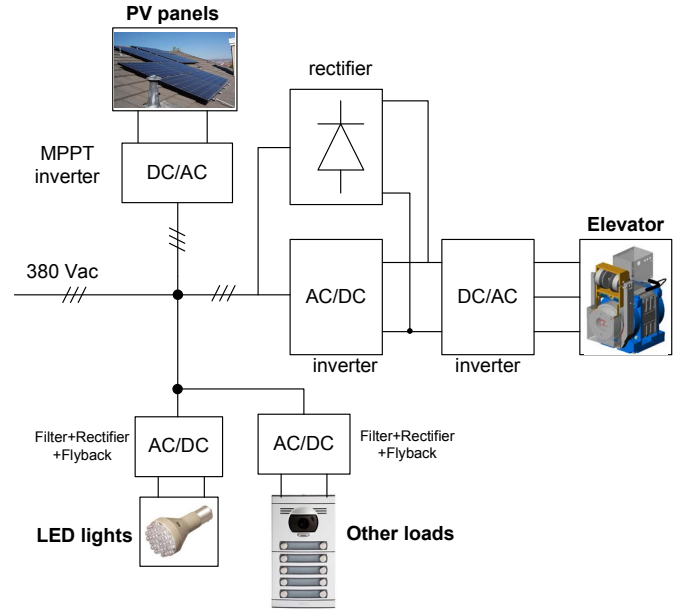 PV panels
rectifier
MPPT
inverter
DC/AC
Elevator
380 Vac
AC/DC
DC/AC
inverter
inverter
Filter+Rectifier
+Flyback
AC/DC
AC/DC
Filter+Rectifier
+Flyback
LED lights
Other loads